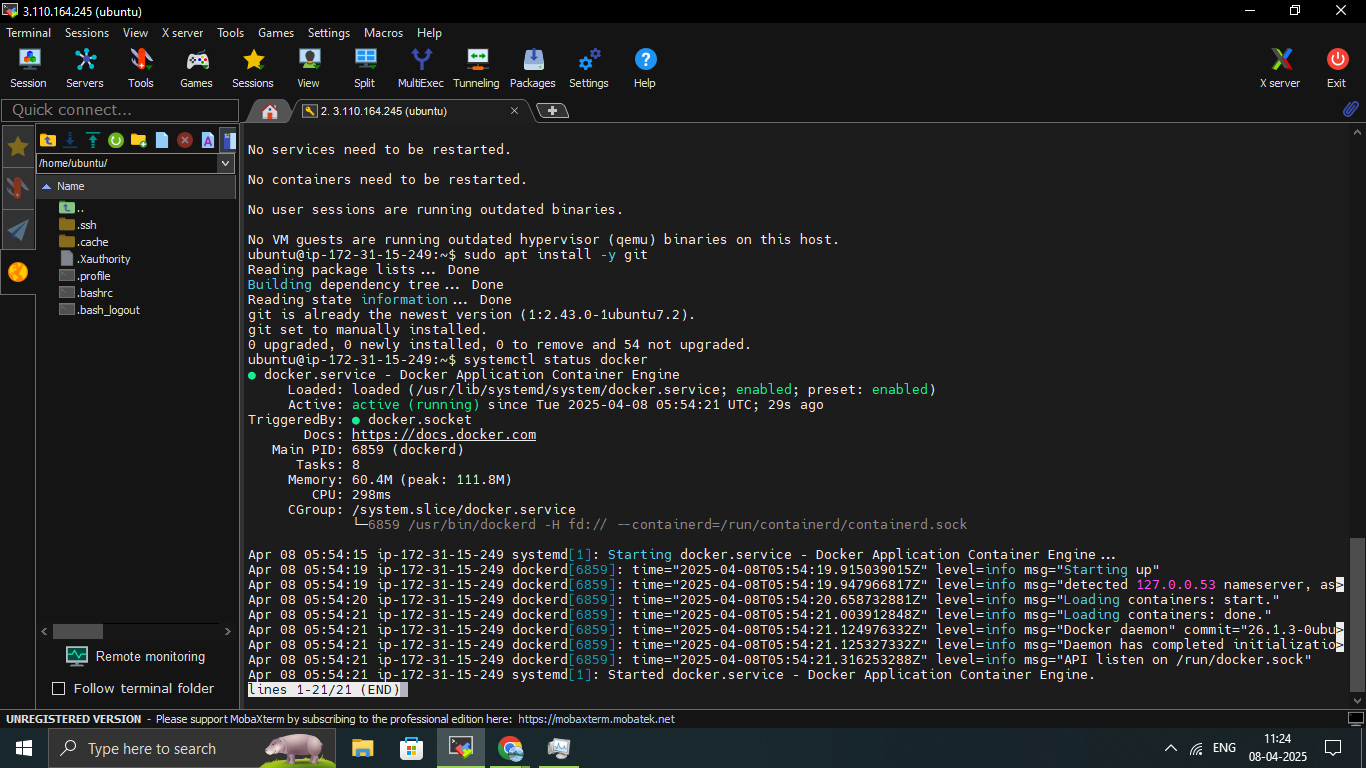 3.110.164.245 (ubuntu)
Terminal Sessions View X server Tools Games Settings Macros Help
Session Servers Tools Games Sessions View Split MultiExec Tunneling Packages Settings Help X server Exit
Quick connect...
2. 3.110.164.245 (ubuntu)
/home/ubuntu/
Name
..
.ssh
.cache
.Xauthority
.profile
.bashrc
.bash_logout
Remote monitoring
Follow terminal folder
No services need to be restarted.
No containers need to be restarted.
No user sessions are running outdated binaries.
No VM guests are running outdated hypervisor (qemu) binaries on this host.
ubuntu@ip-172-31-15-249:~$ sudo apt install -y git
Reading package lists... Done
Building dependency tree... Done
Reading state information... Done
git is already the newest version (1:2.43.0-1ubuntu7.2).
git set to manually installed.
0 upgraded, 0 newly installed, 0 to remove and 54 not upgraded.
ubuntu@ip-172-31-15-249:~$ systemctl status docker
● docker.service - Docker Application Container Engine
Loaded: loaded (/usr/lib/systemd/system/docker.service; enabled; preset: enabled)
Active: active (running) since Tue 2025-04-08 05:54:21 UTC; 29s ago
TriggeredBy: ● docker.socket
Docs: https://docs.docker.com
Main PID: 6859 (dockerd)
Tasks: 8
Memory: 60.4M (peak: 111.8M)
CPU: 298ms
CGroup: /system.slice/docker.service
└─6859 /usr/bin/dockerd -H fd:// --containerd=/run/containerd/containerd.sock
Apr 08 05:54:15 ip-172-31-15-249 systemd[1]: Starting docker.service - Docker Application Container Engine...
Apr 08 05:54:19 ip-172-31-15-249 dockerd[6859]: time="2025-04-08T05:54:19.915039015Z" level=info msg="Starting up"
Apr 08 05:54:19 ip-172-31-15-249 dockerd[6859]: time="2025-04-08T05:54:19.947966817Z" level=info msg="detected 127.0.0.53 nameserver, as>
Apr 08 05:54:20 ip-172-31-15-249 dockerd[6859]: time="2025-04-08T05:54:20.658732881Z" level=info msg="Loading containers: start."
Apr 08 05:54:21 ip-172-31-15-249 dockerd[6859]: time="2025-04-08T05:54:21.003912848Z" level=info msg="Loading containers: done."
Apr 08 05:54:21 ip-172-31-15-249 dockerd[6859]: time="2025-04-08T05:54:21.124976332Z" level=info msg="Docker daemon" commit="26.1.3-0ubu>
Apr 08 05:54:21 ip-172-31-15-249 dockerd[6859]: time="2025-04-08T05:54:21.125327332Z" level=info msg="Daemon has completed initializatio>
Apr 08 05:54:21 ip-172-31-15-249 dockerd[6859]: time="2025-04-08T05:54:21.316253288Z" level=info msg="API listen on /run/docker.sock"
Apr 08 05:54:21 ip-172-31-15-249 systemd[1]: Started docker.service - Docker Application Container Engine.
lines 1-21/21 (END)
UNREGISTERED VERSION - Please support MobaXterm by subscribing to the professional edition here: https://mobaxterm.mobatek.net
Type here to search
ENG
11:24
08-04-2025